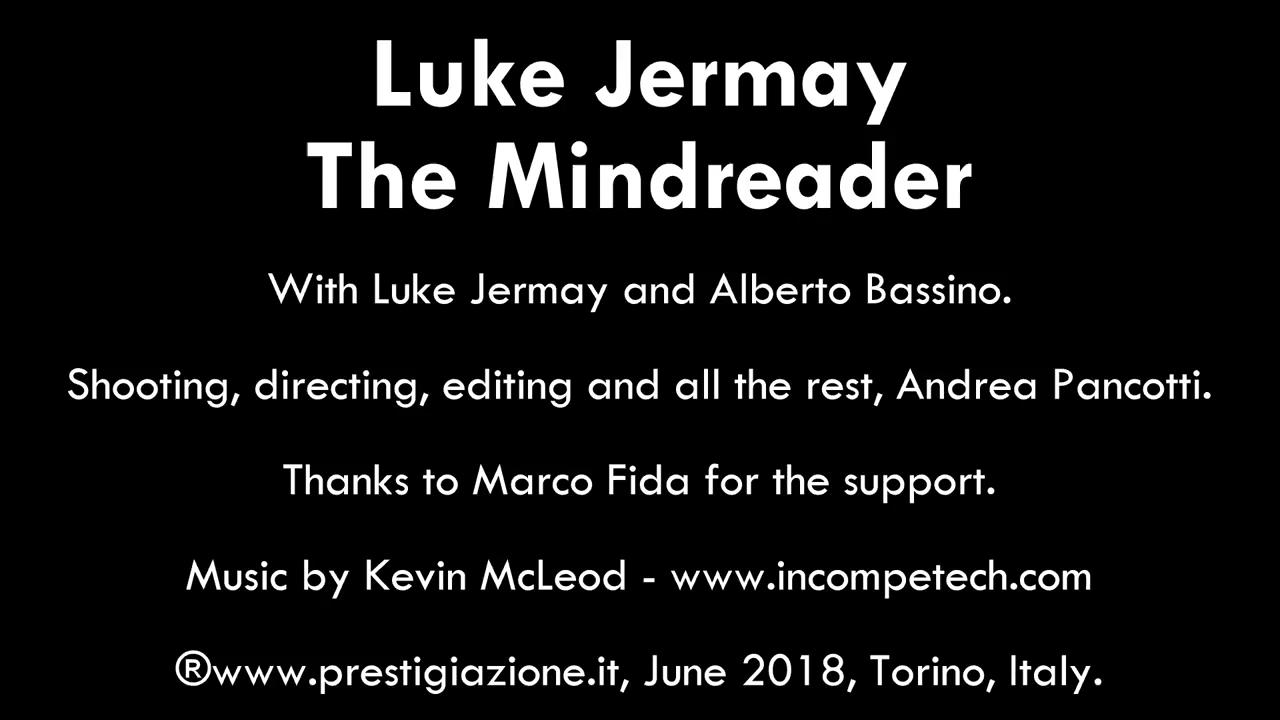 Luke Jermay
The Mindreader
With Luke Jermay and Alberto Bassino.
Shooting, directing, editing and all the rest, Andrea Pancotti.
Thanks to Marco Fida for the support.
Music by Kevin McLeod - www.incompetech.com
®www.prestigiazione.it, June 2018, Torino, Italy.